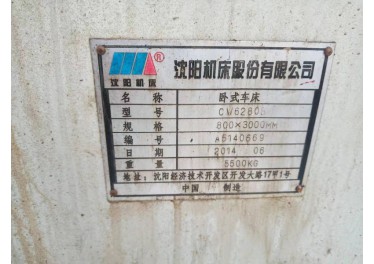 沈阳机床股份有限公司
®
沈阳机床
名称 卧式车床
型号 CW6280
规格 800×3000MM
编号 A5140669
日期 2014 06
重量 5500KG
地址:沈阳经济技术开发区开发大路17甲1号
中国 制造